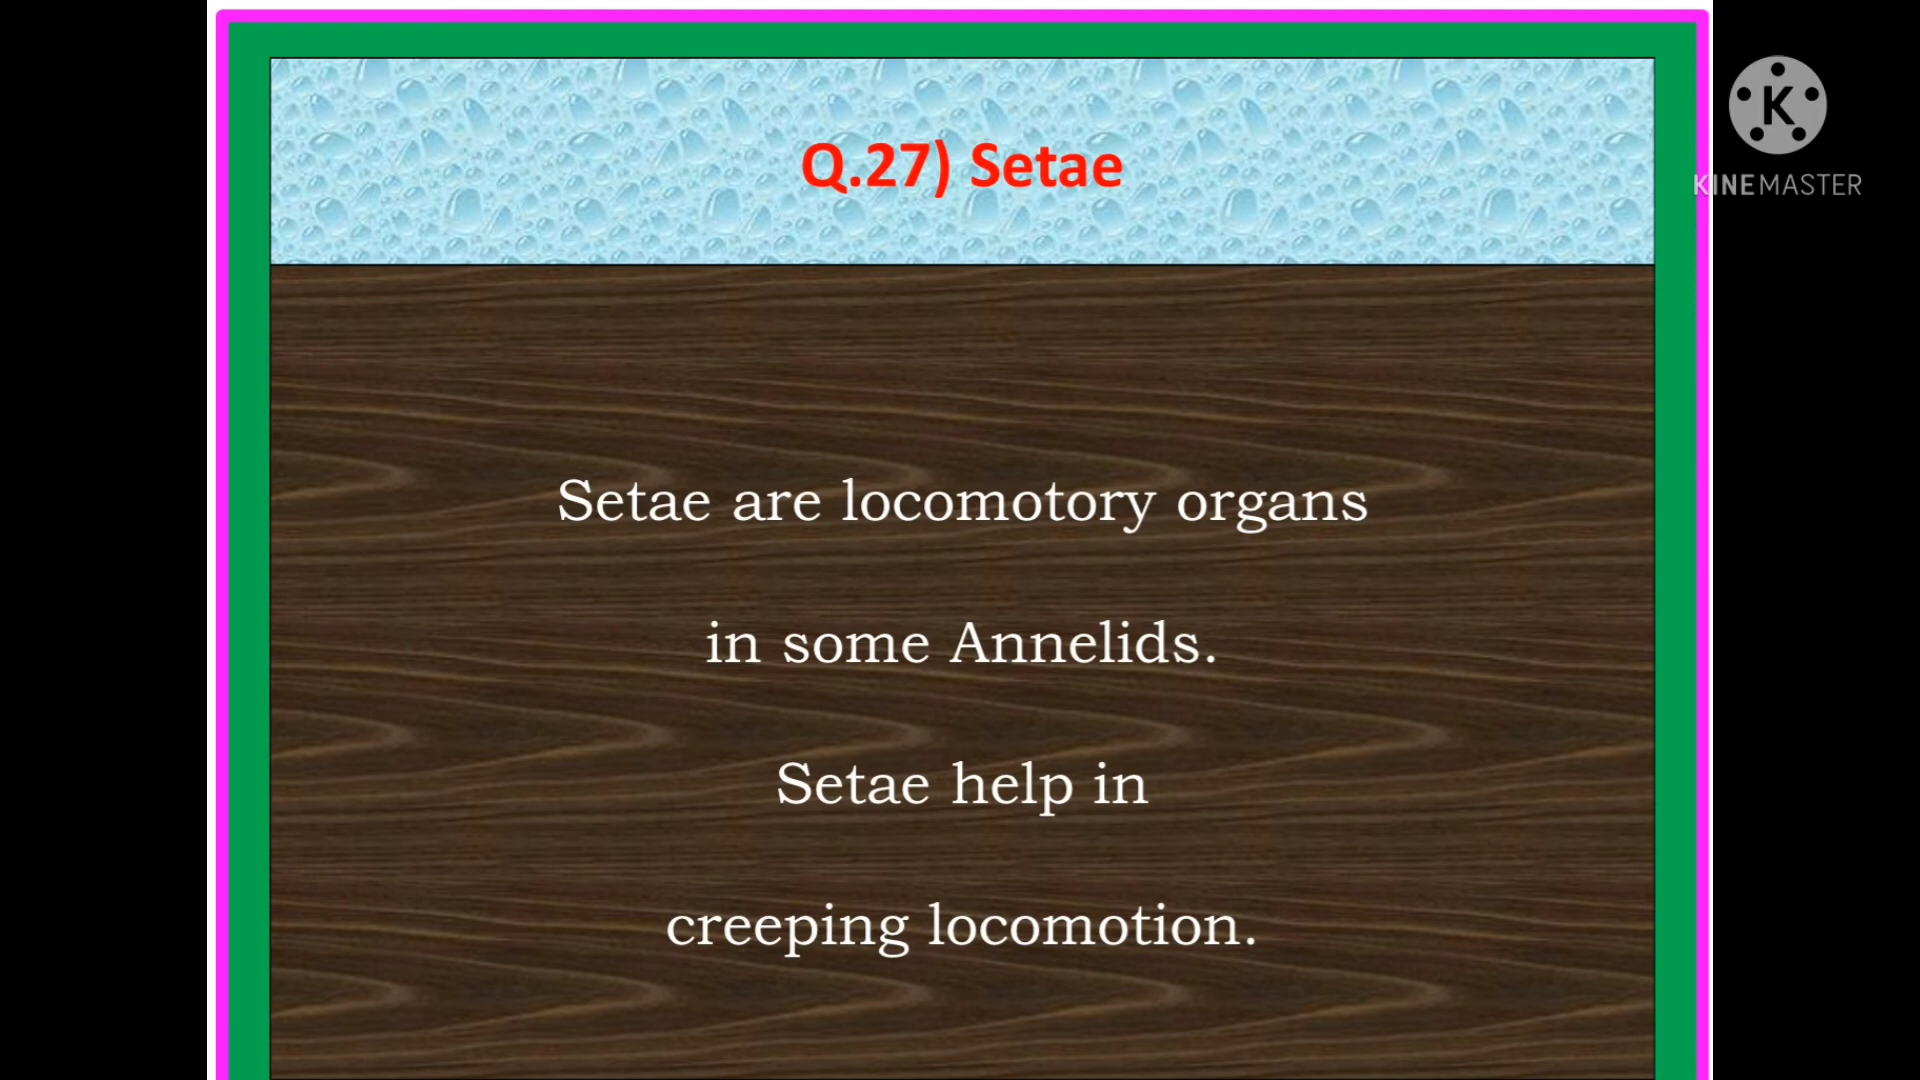 Q.27) Setae
K
KINEMASTER
Setae are locomotory organs
in some Annelids.
Setae help in
creeping locomotion.